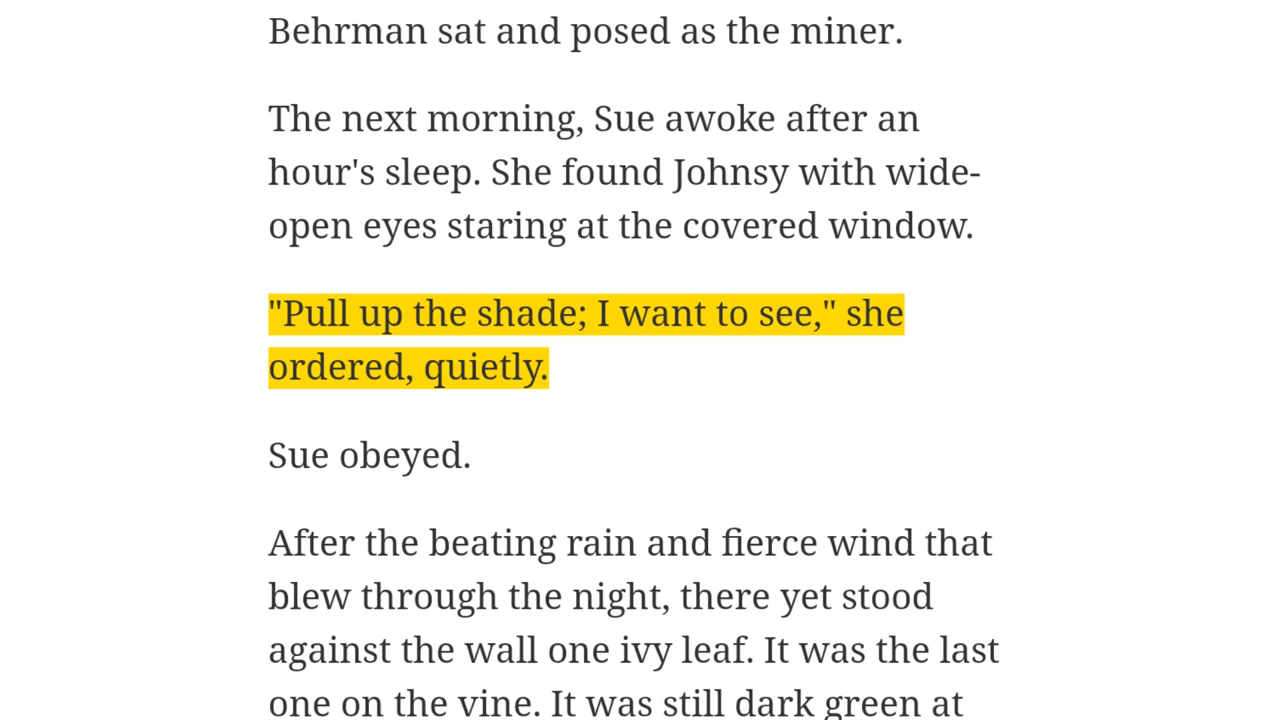 Behrman sat and posed as the miner.
The next morning, Sue awoke after an
hour's sleep. She found Johnsy with wide-
open eyes staring at the covered window.
"Pull up the shade; I want to see," she
ordered, quietly.
Sue obeyed.
After the beating rain and fierce wind that
blew through the night, there yet stood
against the wall one ivy leaf. It was the last
one on the vine. It was still dark green at